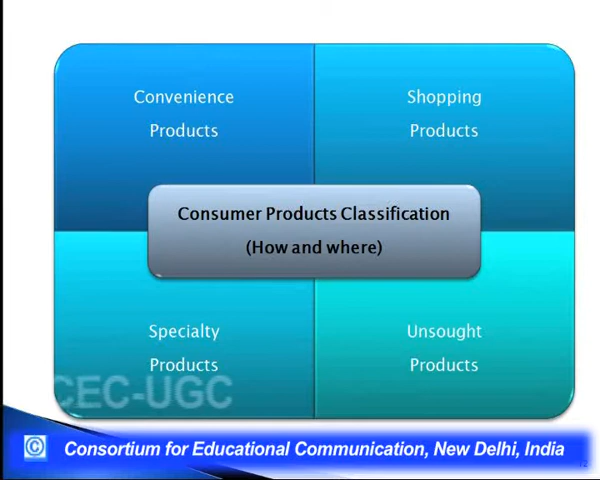 Convenience
Products
Shopping
Products
Consumer Products Classification
(How and where)
Specialty
Products
Unsought
Products
CEC-UGC
© Consortium for Educational Communication, New Delhi, India